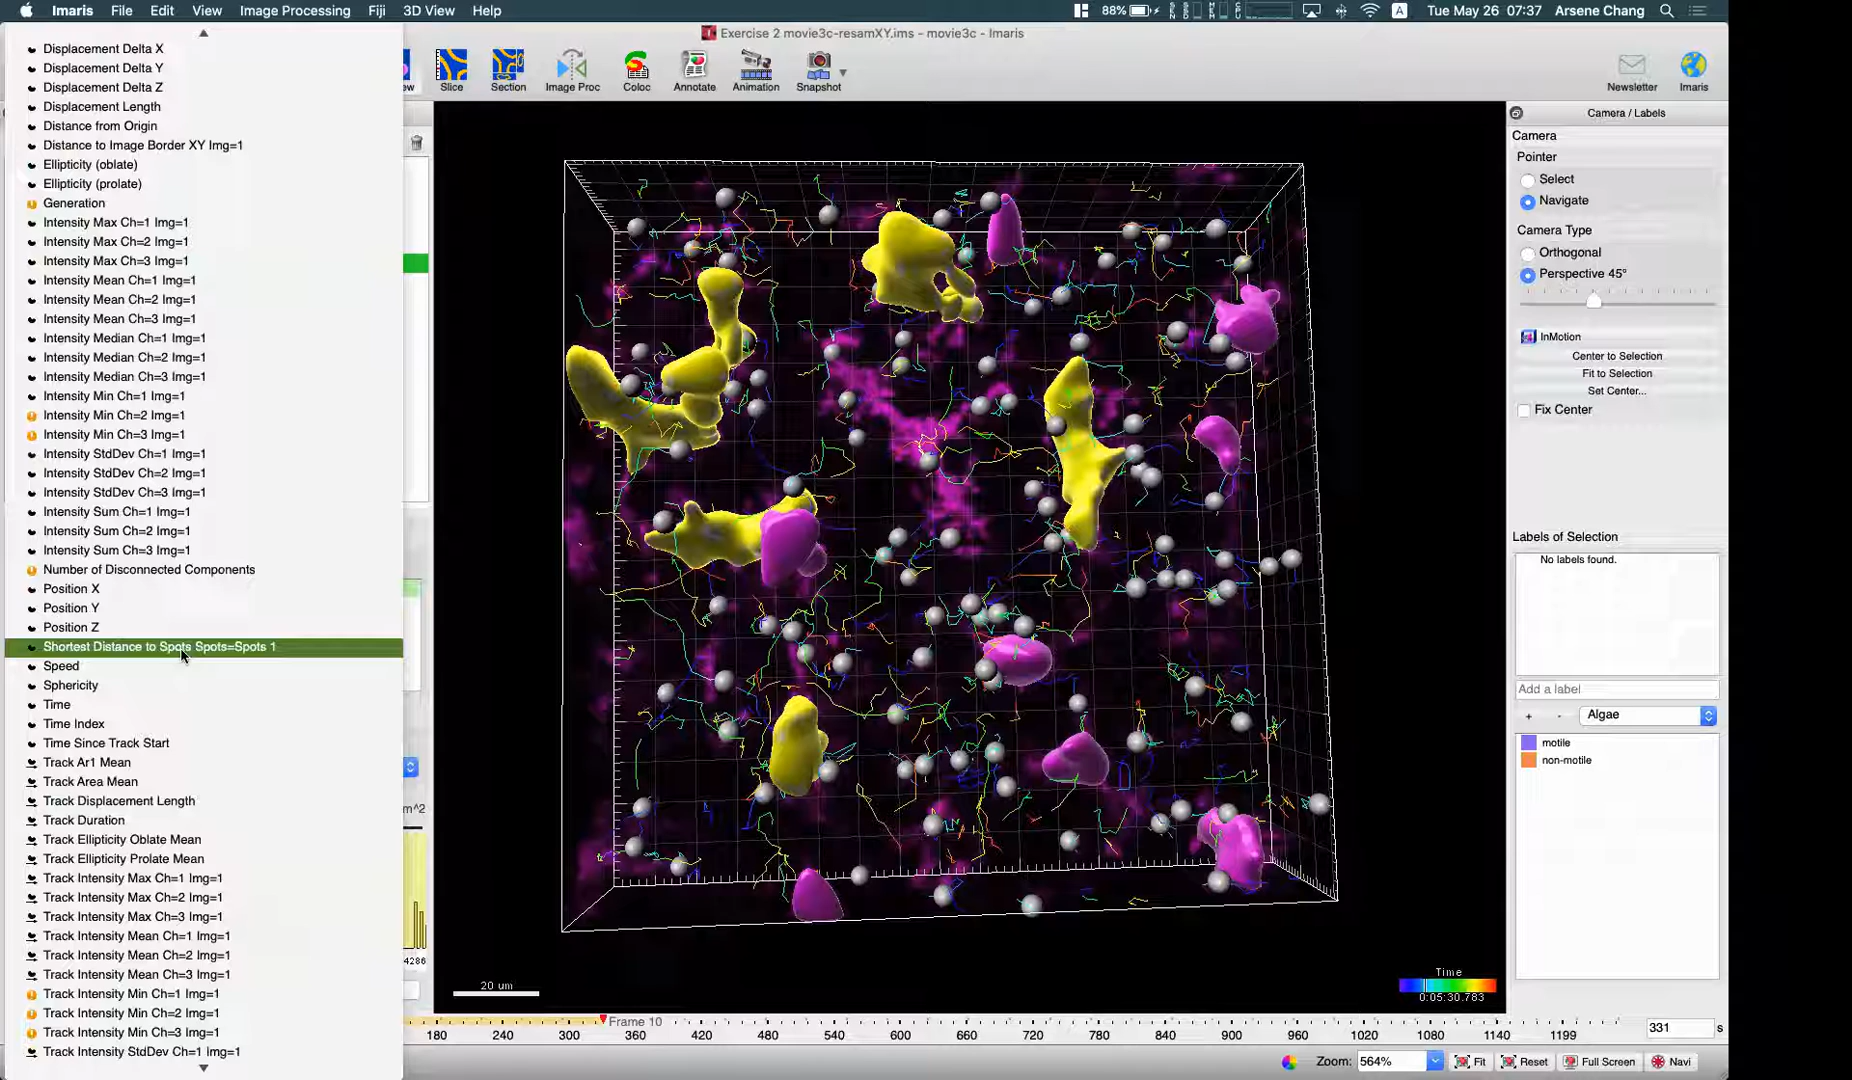 Imaris File Edit View Image Processing Fiji 3D View Help
88% A Tue May 26 07:37 Arsene Chang
Exercise 2 movie3c-resamXY.ims - movie3c - Imaris
Slice Section Image Proc Coloc Annotate Animation Snapshot Newsletter Imaris
Displacement Delta X
Displacement Delta Y
Displacement Delta Z
Displacement Length
Distance from Origin
Distance to Image Border XY Img=1
Ellipticity (oblate)
Ellipticity (prolate)
Generation
Intensity Max Ch=1 Img=1
Intensity Max Ch=2 Img=1
Intensity Max Ch=3 Img=1
Intensity Mean Ch=1 Img=1
Intensity Mean Ch=2 Img=1
Intensity Mean Ch=3 Img=1
Intensity Median Ch=1 Img=1
Intensity Median Ch=2 Img=1
Intensity Median Ch=3 Img=1
Intensity Min Ch=1 Img=1
Intensity Min Ch=2 Img=1
Intensity Min Ch=3 Img=1
Intensity StdDev Ch=1 Img=1
Intensity StdDev Ch=2 Img=1
Intensity StdDev Ch=3 Img=1
Intensity Sum Ch=1 Img=1
Intensity Sum Ch=2 Img=1
Intensity Sum Ch=3 Img=1
Number of Disconnected Components
Position X
Position Y
Position Z
Shortest Distance to Spots Spots=Spots 1
Speed
Sphericity
Time
Time Index
Time Since Track Start
Track Ar1 Mean
Track Area Mean
Track Displacement Length
Track Duration
Track Ellipticity Oblate Mean
Track Ellipticity Prolate Mean
Track Intensity Max Ch=1 Img=1
Track Intensity Max Ch=2 Img=1
Track Intensity Max Ch=3 Img=1
Track Intensity Mean Ch=1 Img=1
Track Intensity Mean Ch=2 Img=1
Track Intensity Mean Ch=3 Img=1
Track Intensity Min Ch=1 Img=1
Track Intensity Min Ch=2 Img=1
Track Intensity Min Ch=3 Img=1
Track Intensity StdDev Ch=1 Img=1
m^2
4286
20 um
Time
0:05:30.783
Frame 10
180 240 300 360 420 480 540 600 660 720 780 840 900 960 1020 1080 1140 1199
331 s
Zoom: 564% Fit Reset Full Screen Navi
Camera / Labels
Camera
Pointer
Select
Navigate
Camera Type
Orthogonal
Perspective 45°
InMotion
Center to Selection
Fit to Selection
Set Center...
Fix Center
Labels of Selection
No labels found.
Add a label
+ - Algae
motile
non-motile